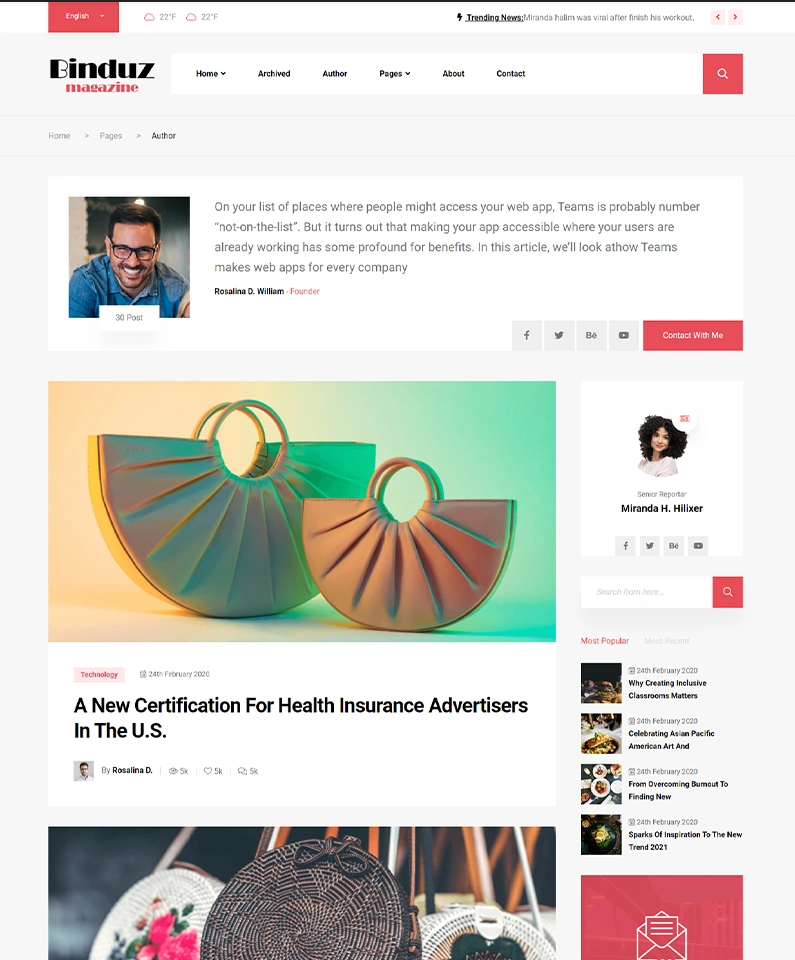 English
22°F
22°F
Trending News:Miranda halim was viral after finish his workout.
Binduz
magazine
Home
Archived
Author
Pages
About
Contact
Home > Pages > Author
On your list of places where people might access your web app, Teams is probably number
“not-on-the-list”. But it turns out that making your app accessible where your users are
already working has some profound for benefits. In this article, we’ll look athow Teams
makes web apps for every company
Rosalina D. William - Founder
30 Post
Bē
Contact With Me
Senior Reportar
Miranda H. Hilixer
Bē
Search from here...
Most Popular
Most Recent
24th February 2020
Why Creating Inclusive
Classrooms Matters
24th February 2020
Celebrating Asian Pacific
American Art And
24th February 2020
From Overcoming Burnout To
Finding New
24th February 2020
Sparks Of Inspiration To The New
Trend 2021
Technology
24th February 2020
A New Certification For Health Insurance Advertisers
In The U.S.
By Rosalina D.
5k
5k
5k